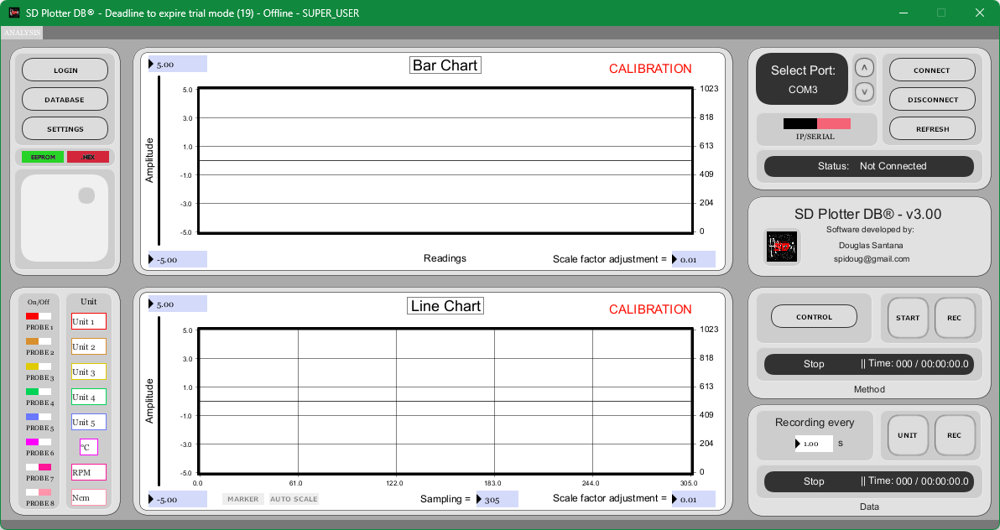 SD Plotter DB® - Deadline to expire trial mode (19) - Offline - SUPER_USER
ANALYSIS
LOGIN
DATABASE
SETTINGS
EEPROM .HEX
5.00
Bar Chart
CALIBRATION
Amplitude
5.0
3.0
1.0
-1.0
-3.0
-5.0
1023
818
613
409
204
0
-5.00
Readings
Scale factor adjustment = 0.01
Select Port:
COM3
^
v
IP/SERIAL
CONNECT
DISCONNECT
REFRESH
Status: Not Connected
SD Plotter DB® - v3.00
Software developed by:
Douglas Santana
spidoug@gmail.com
SD
On/Off
PROBE 1
PROBE 2
PROBE 3
PROBE 4
PROBE 5
PROBE 6
PROBE 7
PROBE 8
Unit
Unit 1
Unit 2
Unit 3
Unit 4
Unit 5
°C
RPM
Ncm
5.00
Line Chart
CALIBRATION
Amplitude
5.0
3.0
1.0
-1.0
-3.0
-5.0
1023
818
613
409
204
0
0.0 61.0 122.0 183.0 244.0 305.0
-5.00
MARKER AUTO SCALE
Sampling = 305
Scale factor adjustment = 0.01
CONTROL
START
REC
Stop || Time: 000 / 00:00:00.0
Method
Recording every
1.00 S
UNIT
REC
Stop || Time: 000 / 00:00:00.0
Data